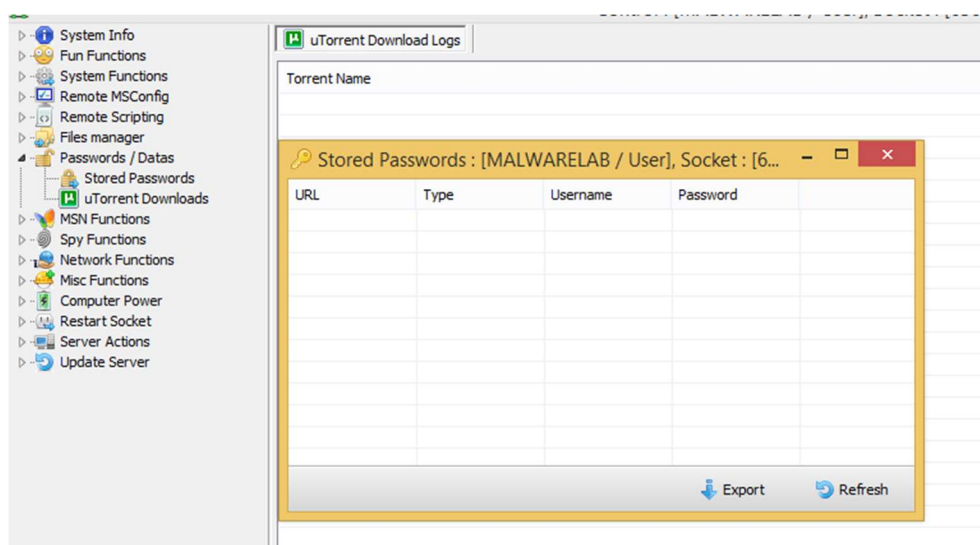 System Info
Fun Functions
System Functions
Remote MSConfig
Remote Scripting
Files manager
Passwords / Datas
Stored Passwords
uTorrent Downloads
MSN Functions
Spy Functions
Network Functions
Misc Functions
Computer Power
Restart Socket
Server Actions
Update Server
uTorrent Download Logs
Torrent Name
Stored Passwords : [MALWARELAB / User], Socket : [6...
URL Type Username Password
Export Refresh